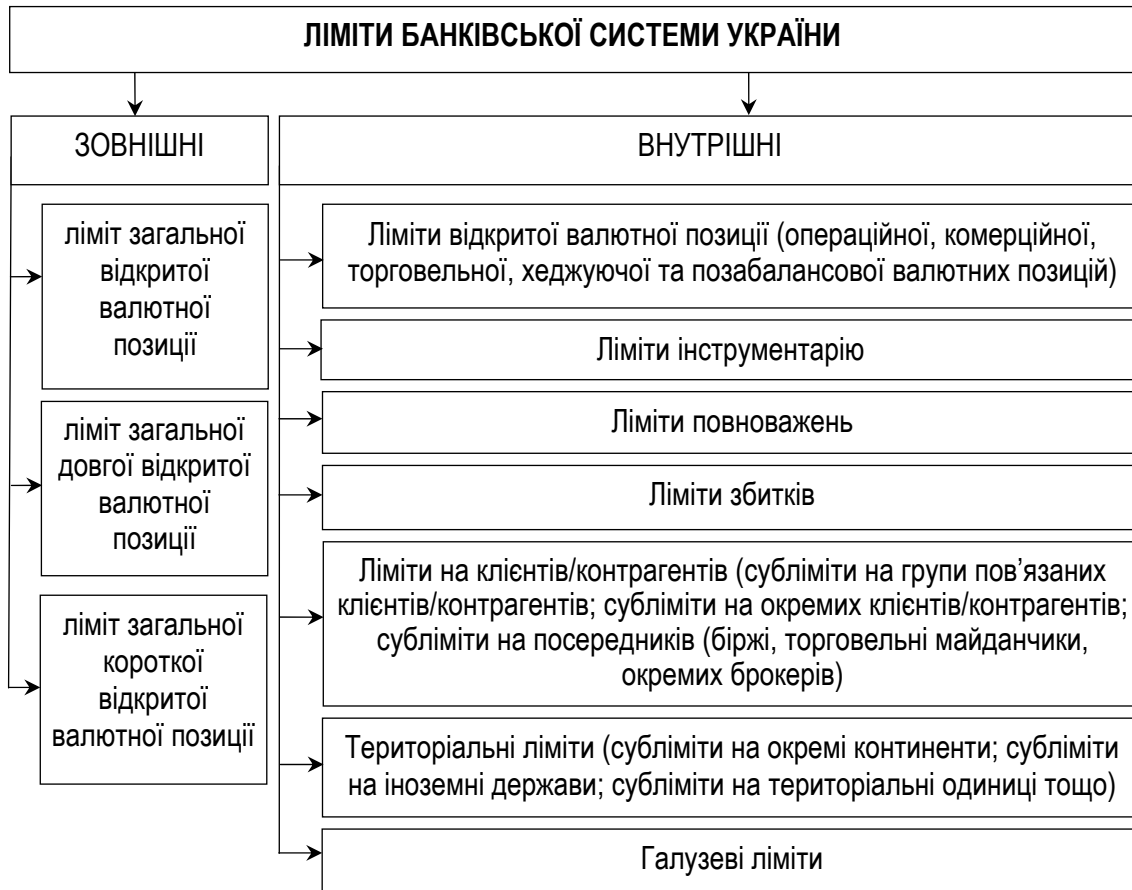 ЛІМІТИ БАНКІВСЬКОЇ СИСТЕМИ УКРАЇНИ
ЗОВНІШНІ
ліміт загальної
відкритої
валютної
позиції
ліміт загальної
довгої відкритої
валютної
позиції
ліміт загальної
короткої
відкритої
валютної позиції
ВНУТРІШНІ
Ліміти відкритої валютної позиції (операційної, комерційної,
торговельної, хеджуючої та позабалансової валютних позицій)
Ліміти інструментарію
Ліміти повноважень
Ліміти збитків
Ліміти на клієнтів/контрагентів (субліміти на групи пов’язаних
клієнтів/контрагентів; субліміти на окремих клієнтів/контрагентів;
субліміти на посередників (біржі, торговельні майданчики,
окремих брокерів)
Територіальні ліміти (субліміти на окремі континенти; субліміти
на іноземні держави; субліміти на територіальні одиниці тощо)
Галузеві ліміти